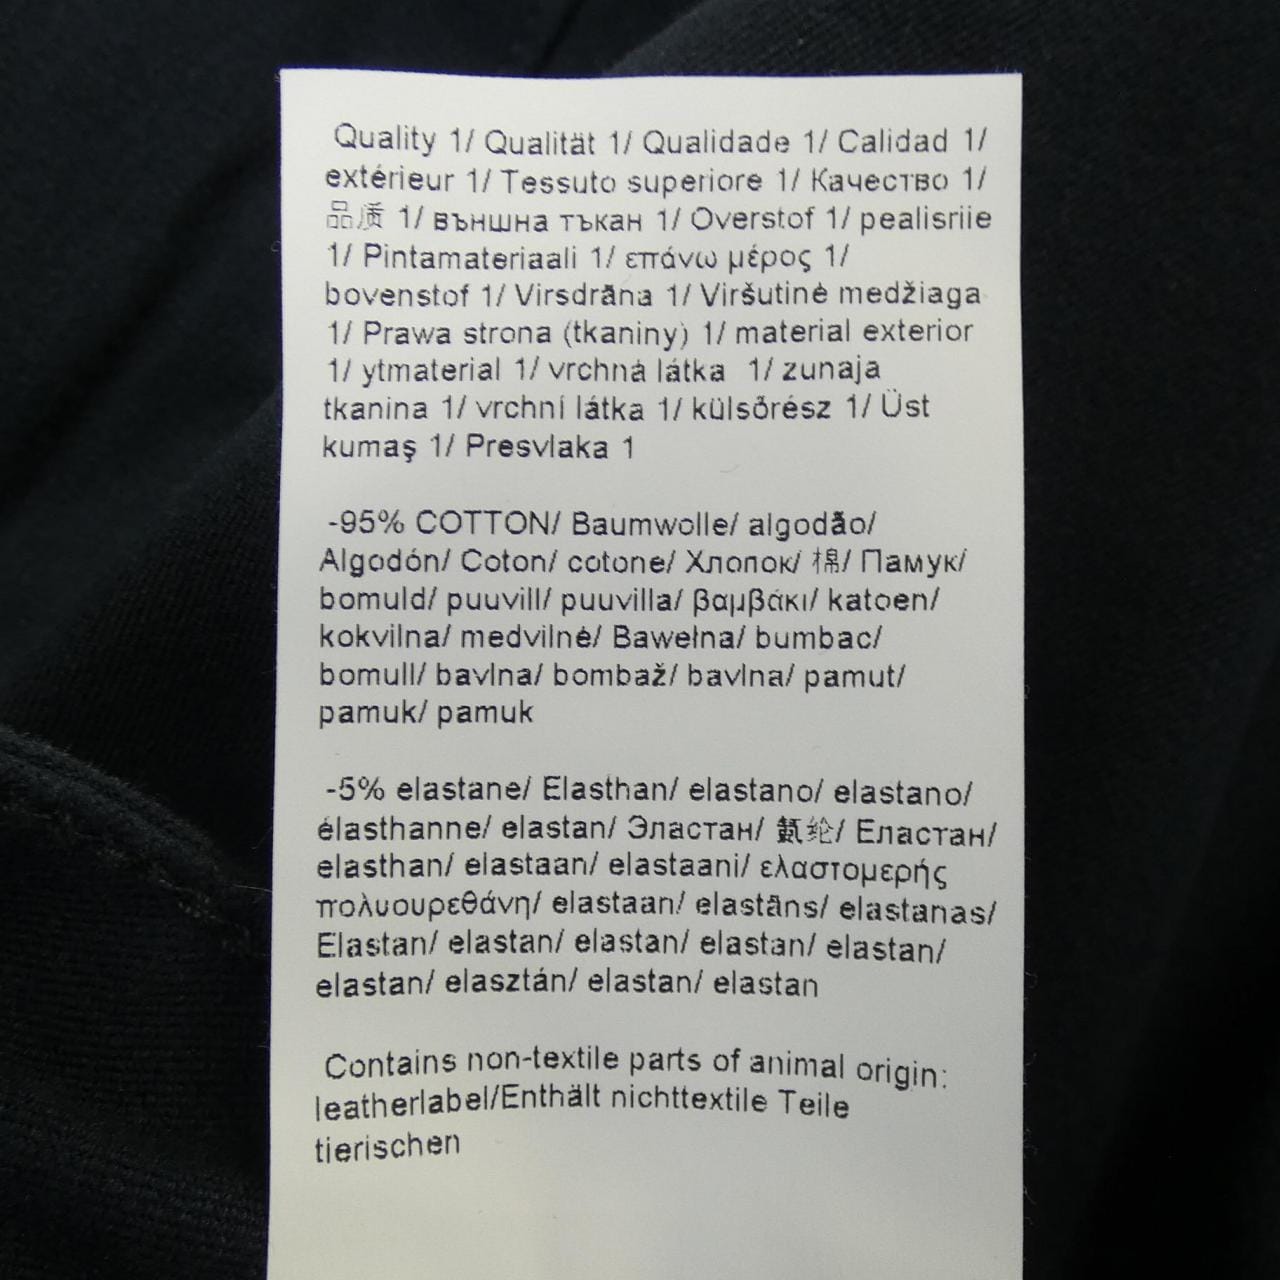 Quality 1/ Qualität 1/ Qualidade 1/ Calidad 1/
extérieur 1/ Tessuto superiore 1/ Качество 1/
品质 1/ външна тъкан 1/ Overstof 1/ pealisriie
1/ Pintamateriaali 1/ επάνω μέρος 1/
bovenstof 1/ Virsdrāna 1/ Viršutinė medžiaga
1/ Prawa strona (tkaniny) 1/ material exterior
1/ ytmaterial 1/ vrchná látka 1/ zunaja
tkanina 1/ vrchní látka 1/ külsőrész 1/ Üst
kumaş 1/ Presvlaka 1
-95% COTTON/ Baumwolle/ algodão/
Algodón/ Coton/ cotone/ Хлопок/ 棉/ Памук/
bomuld/ puuvill/ puuvilla/ βαμβάκι/ katoen/
kokvilna/ medvilnė/ Bawełna/ bumbac/
bomull/ bavlna/ bombaž/ bavlna/ pamut/
pamuk/ pamuk
-5% elastane/ Elasthan/ elastano/ elastano/
élasthanne/ elastan/ Эластан/ 氨纶/ Еластан/
elasthan/ elastaan/ elastaani/ ελαστομερής
πολυουρεθάνη/ elastaan/ elastāns/ elastanas/
Elastan/ elastan/ elastan/ elastan/ elastan/
elastan/ elasztán/ elastan/ elastan
Contains non-textile parts of animal origin:
leatherlabel/Enthält nichttextile Teile
tierischen